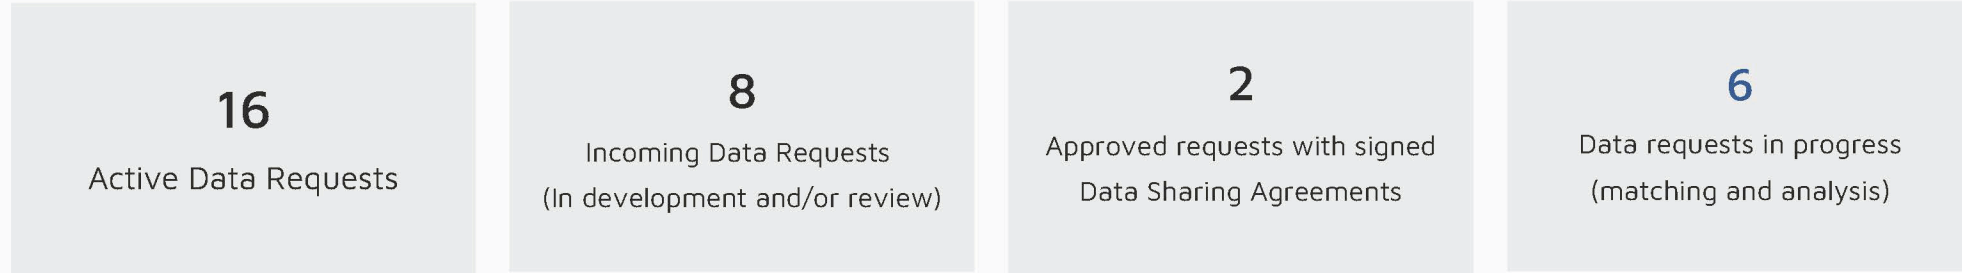 16
Active Data Requests
8
Incoming Data Requests
(In development and/or review)
2
Approved requests with signed
Data Sharing Agreements
6
Data requests in progress
(matching and analysis)